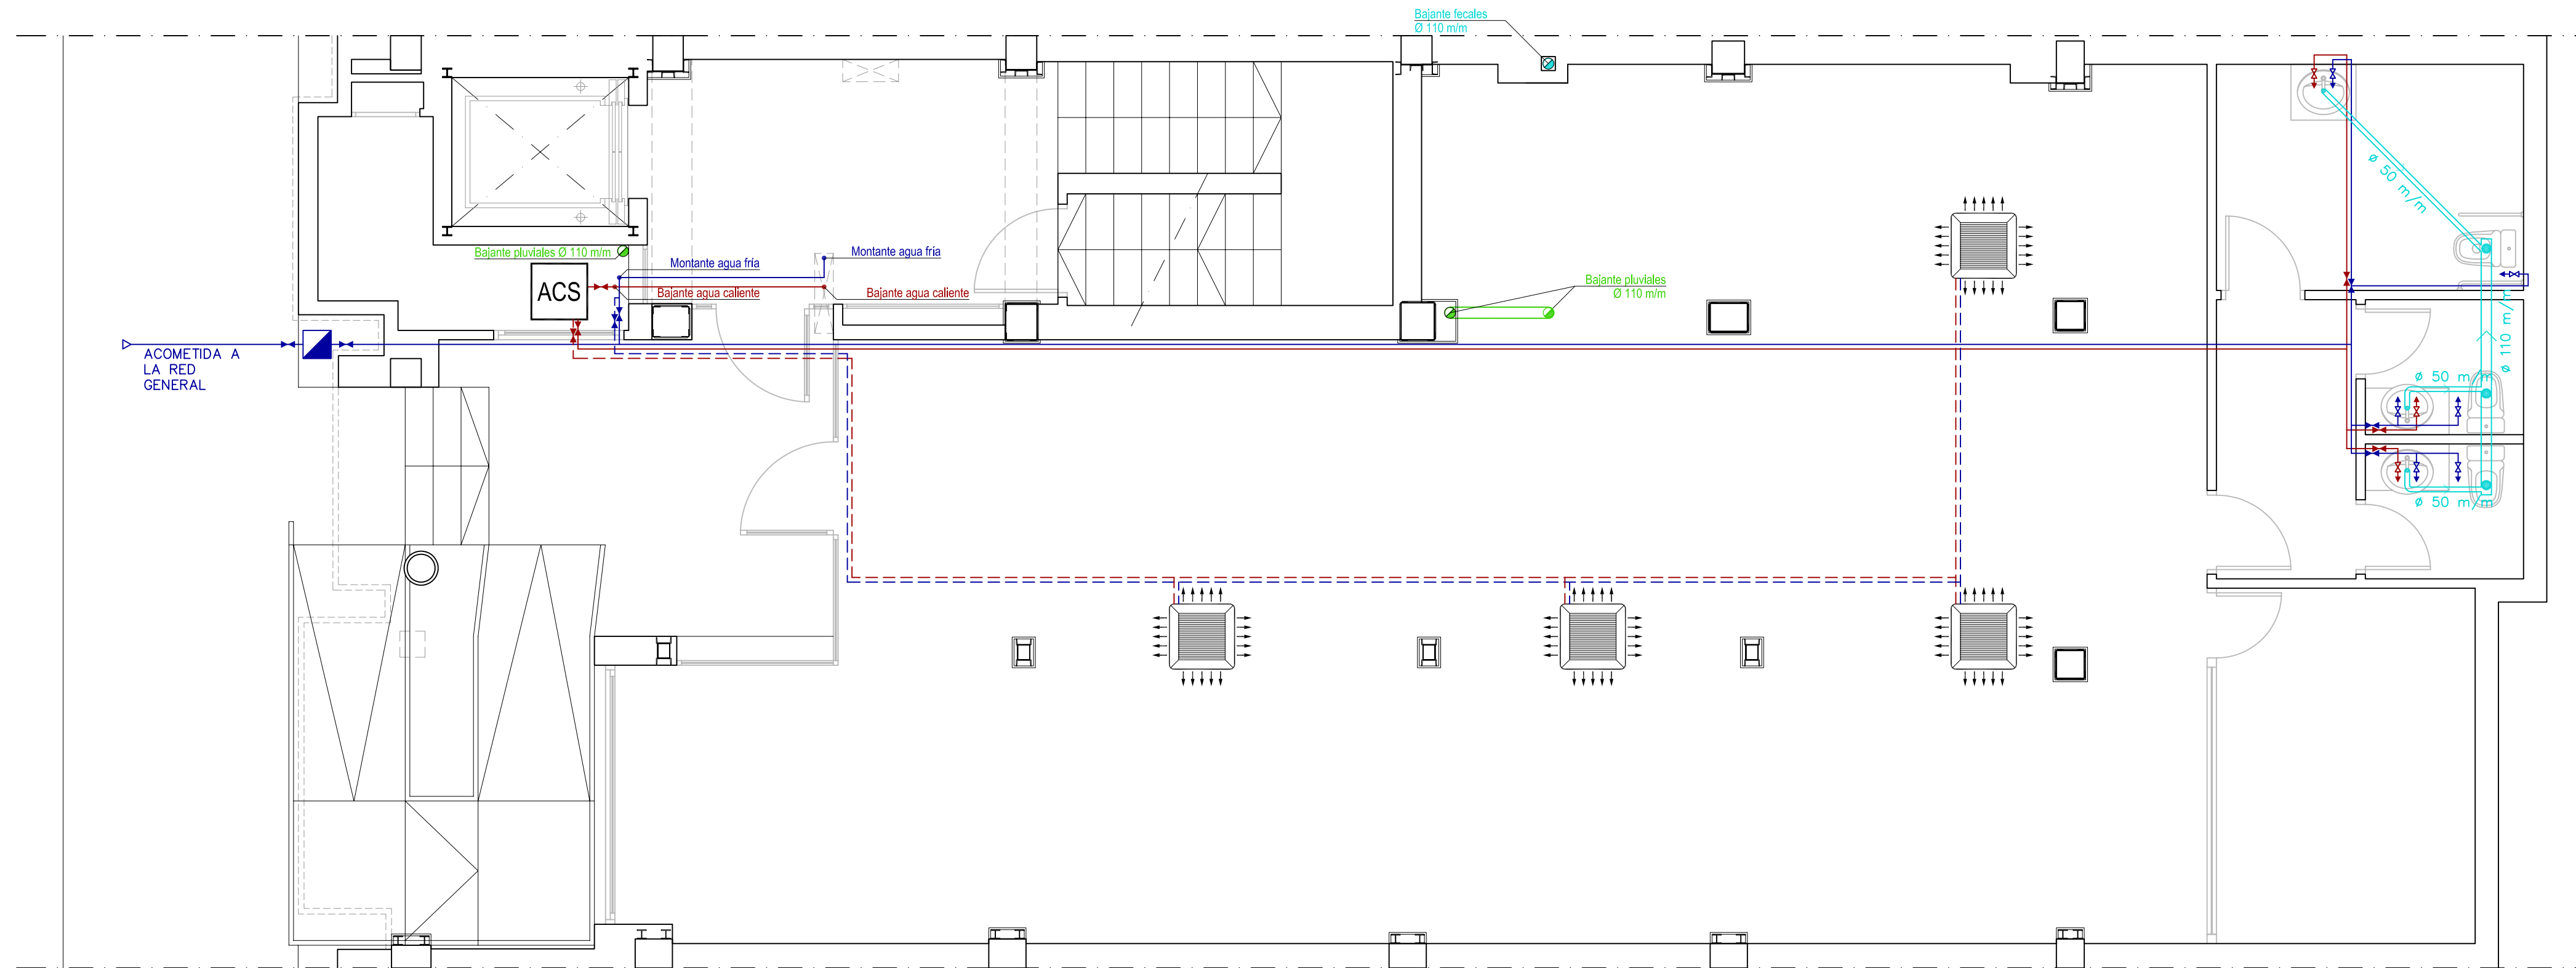 Bajante fecales
Ø 110 m/m
Bajante pluviales Ø 110 m/m
Montante agua fría
Montante agua fría
ACS
Bajante agua caliente
Bajante agua caliente
Bajante pluviales
Ø 110 m/m
ACOMETIDA A
LA RED
GENERAL
ø 50 m/m
ø 110 m/m
ø 50 m/m
ø 50 m/m